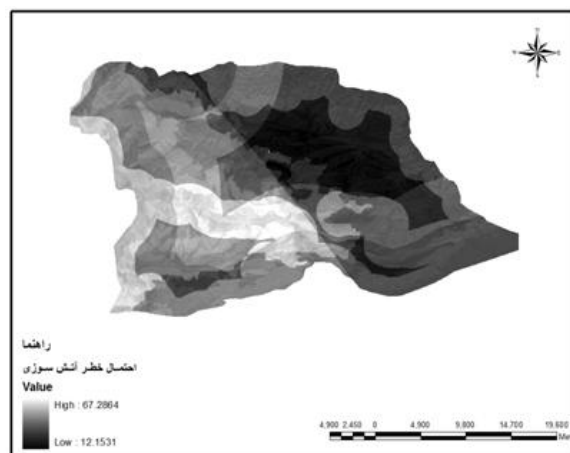 راهنما
احتمال خطر آتش سوزی
Value
High : 67.2864
Low : 12.1531
4,900 2,450 0 4,900 9,800 14,700 19,600